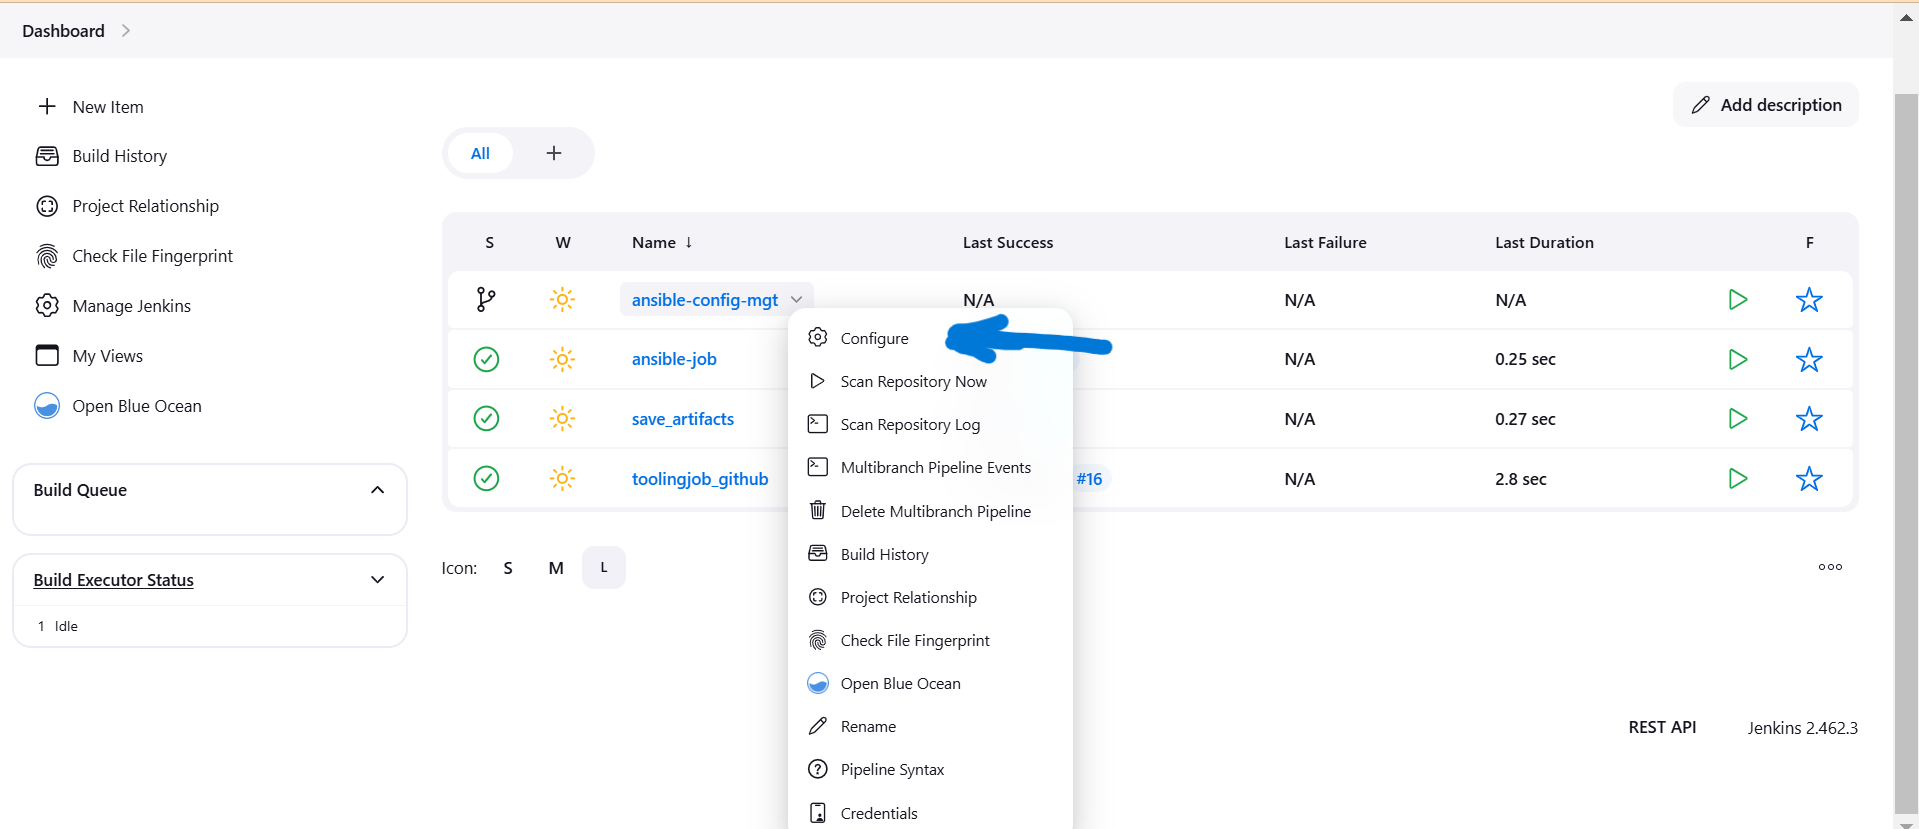 Dashboard
New Item
Build History
Project Relationship
Check File Fingerprint
Manage Jenkins
My Views
Open Blue Ocean
Build Queue
Build Executor Status
1 Idle
Add description
All
S W Name ↓ Last Success Last Failure Last Duration F
ansible-config-mgt N/A N/A N/A
ansible-job N/A 0.25 sec
save_artifacts N/A 0.27 sec
toolingjob_github #16 N/A 2.8 sec
Configure
Scan Repository Now
Scan Repository Log
Multibranch Pipeline Events
Delete Multibranch Pipeline
Build History
Project Relationship
Check File Fingerprint
Open Blue Ocean
Rename
Pipeline Syntax
Credentials
Icon: S M L
REST API Jenkins 2.462.3